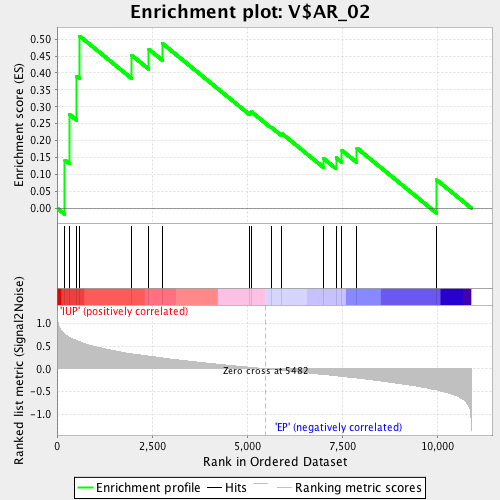 Enrichment plot: V$AR_02
Enrichment score (ES)
0.50
0.45
0.40
0.35
0.30
0.25
0.20
0.15
0.10
0.05
0.00
Ranked list metric (Signal2Noise)
1.0
0.5
0.0
-0.5
-1.0
'IUP' (positively correlated)
Zero cross at 5482
'EP' (negatively correlated)
0 2,500 5,000 7,500 10,000
Rank in Ordered Dataset
Enrichment profile Hits Ranking metric scores